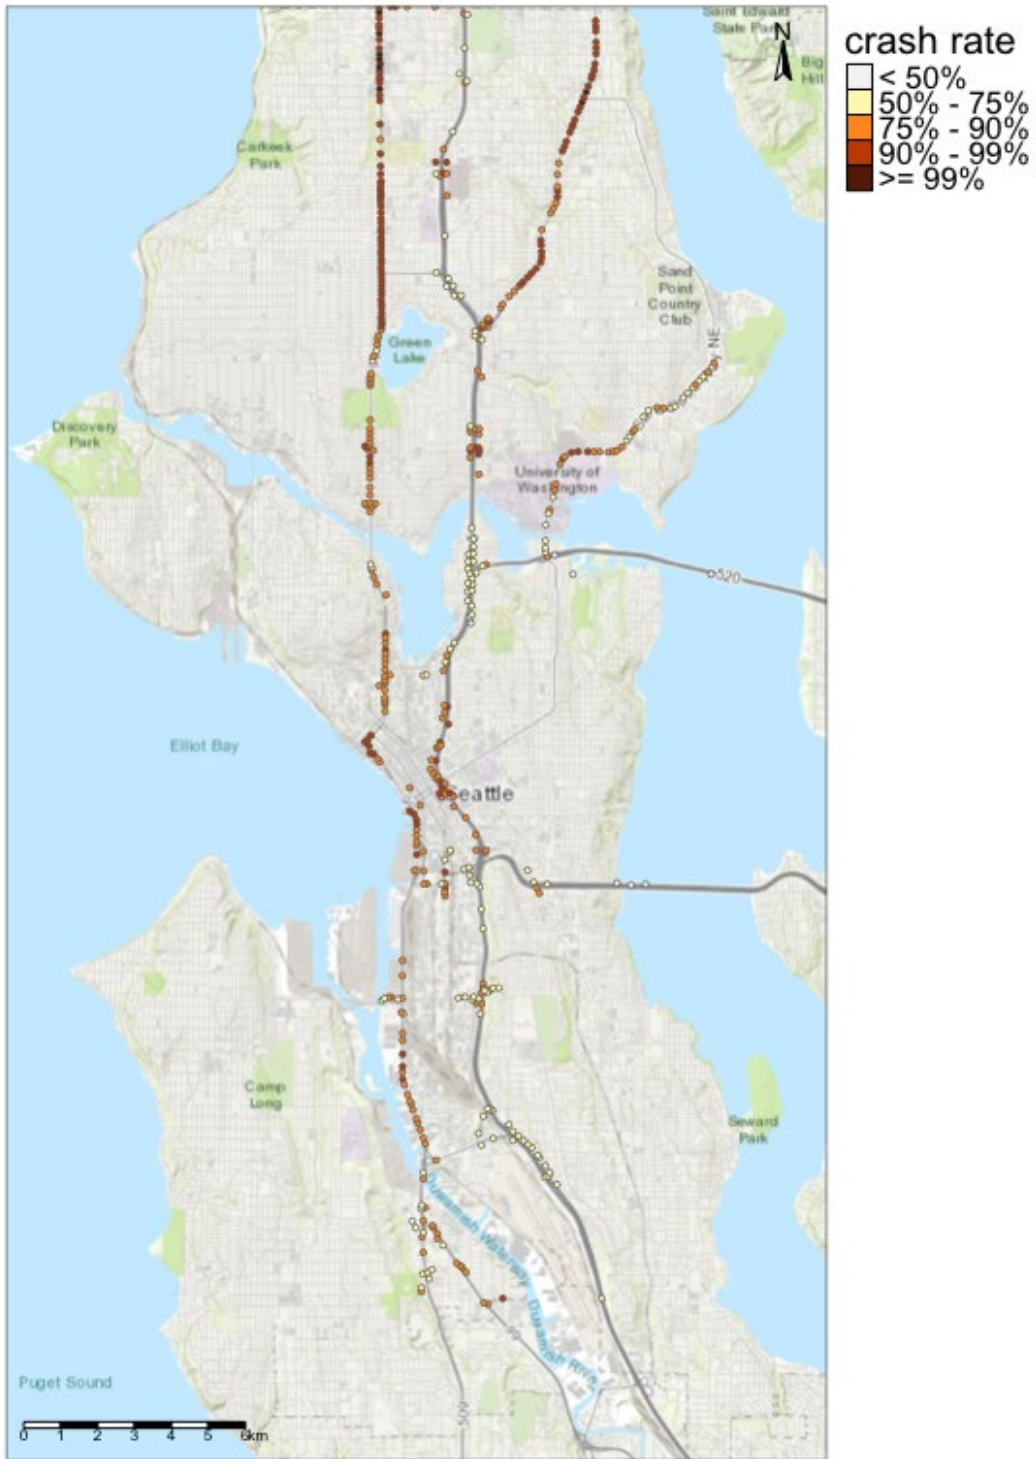 Saint Edward
State Park
N
Big
Hill
crash rate
< 50%
50% - 75%
75% - 90%
90% - 99%
>= 99%
Carkeek
Park
Sand
Point
Country
Club
Green
Lake
NE
Discovery
Park
University of
Washington
520
Elliot Bay
Seattle
Camp
Long
Seward
Park
Duwamish Waterway
Duwamish River
99
Puget Sound
509
0 1 2 3 4 5 6km